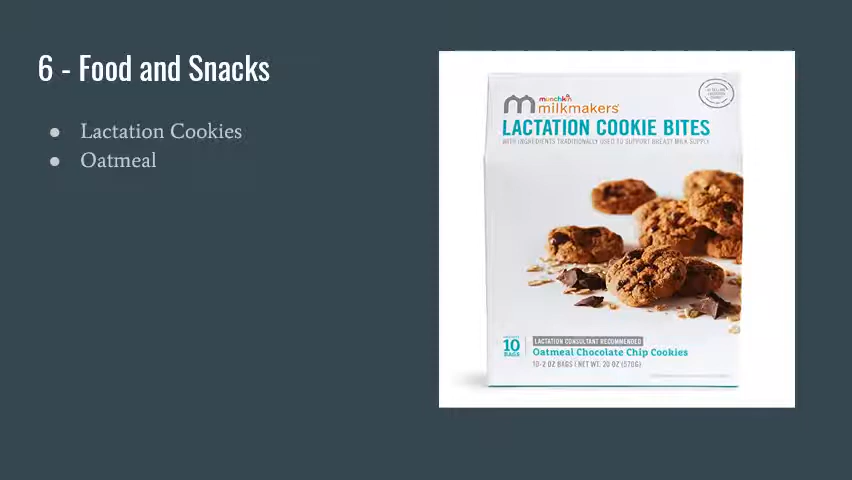 6 - Food and Snacks
● Lactation Cookies
● Oatmeal
munchkin
milkmakers®
LACTATION COOKIE BITES
WITH INGREDIENTS TRADITIONALLY USED TO SUPPORT BREAST MILK SUPPLY
10
BAGS
LACTATION CONSULTANT RECOMMENDED
Oatmeal Chocolate Chip Cookies
10-2 OZ BAGS | NET WT. 20 OZ (570G)